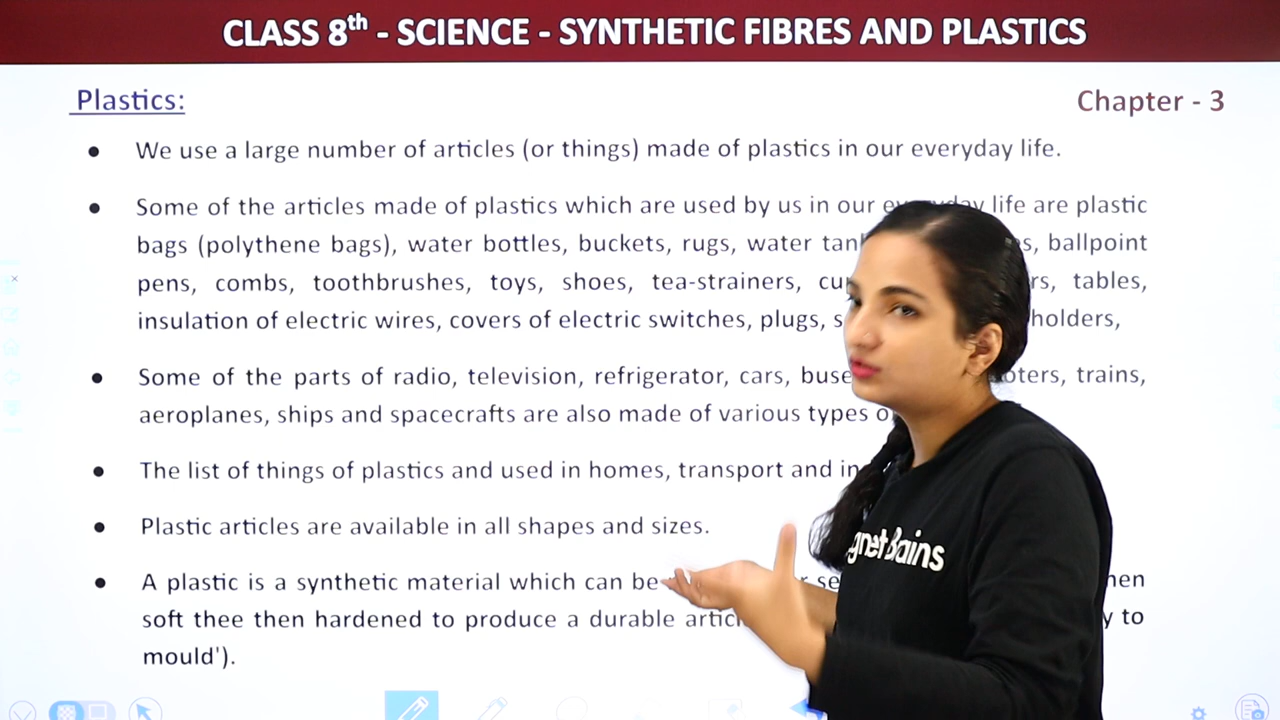 CLASS 8th - SCIENCE - SYNTHETIC FIBRES AND PLASTICS
Plastics:
Chapter - 3
● We use a large number of articles (or things) made of plastics in our everyday life.
● Some of the articles made of plastics which are used by us in our life are plastic
bags (polythene bags), water bottles, buckets, rugs, water ballpoint
pens, combs, toothbrushes, toys, shoes, tea-strainers, tables,
insulation of electric wires, covers of electric switches, plugs, holders,
● Some of the parts of radio, television, refrigerator, cars, trains,
aeroplanes, ships and spacecrafts are also made of various types
● The list of things of plastics and used in homes, transport and
● Plastic articles are available in all shapes and sizes.
● A plastic is a synthetic material which can be
soft thee then hardened to produce a durable to
mould').
Brains